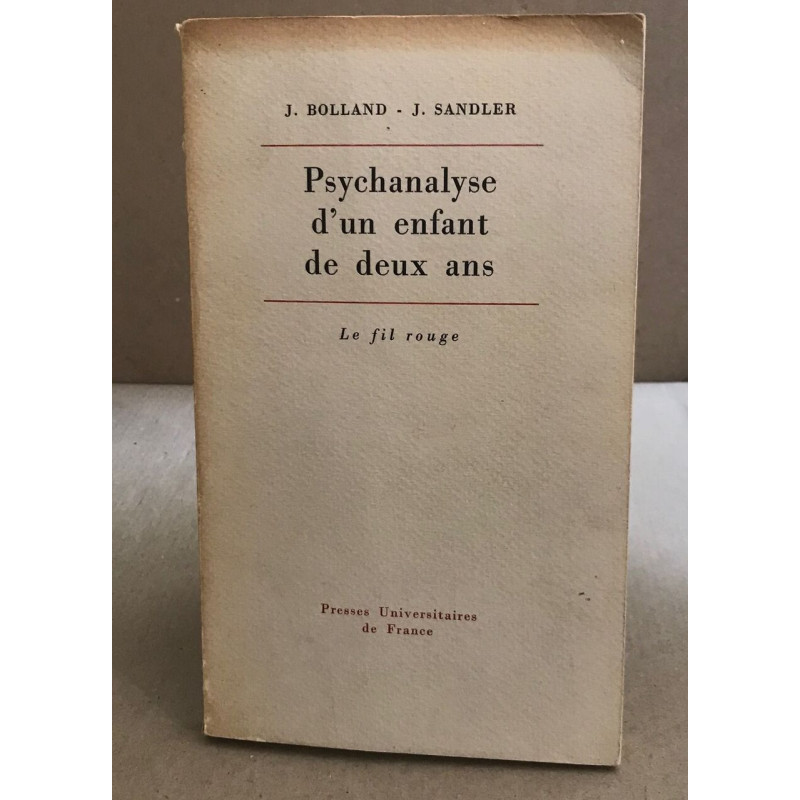 J. BOLLAND - J. SANDLER
Psychanalyse
d'un enfant
de deux ans
Le fil rouge
Presses Universitaires
de France